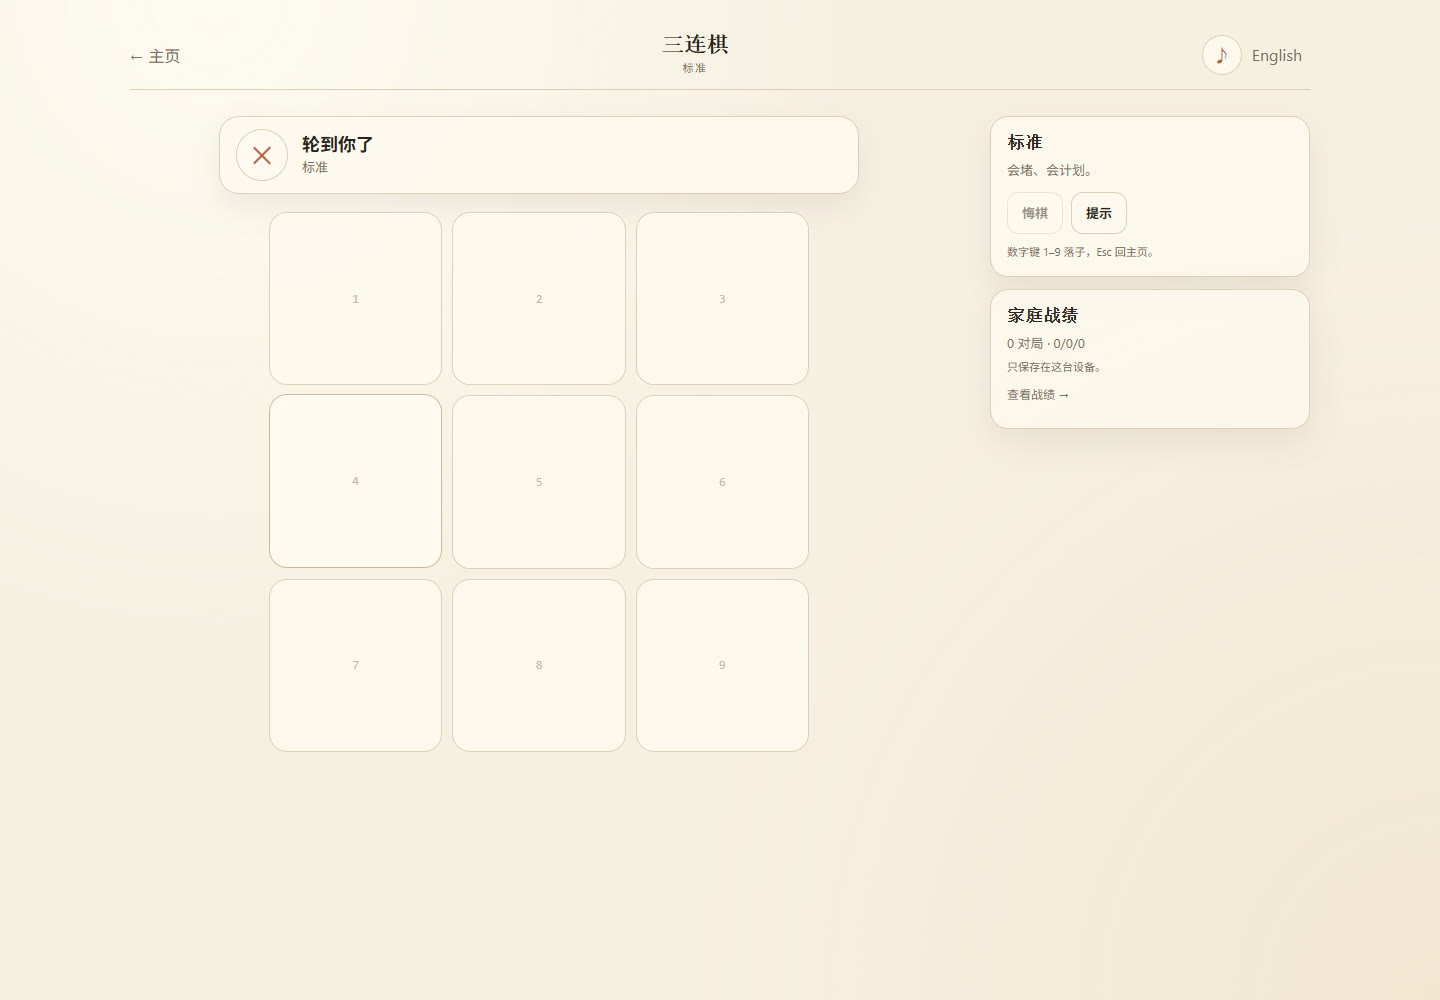 ← 主页
三连棋
标准
♪
English
轮到你了
标准
1
2
3
4
5
6
7
8
9
标准
会堵、会计划。
悔棋
提示
数字键 1–9 落子，Esc 回主页。
家庭战绩
0 对局 · 0/0/0
只保存在这台设备。
查看战绩 →